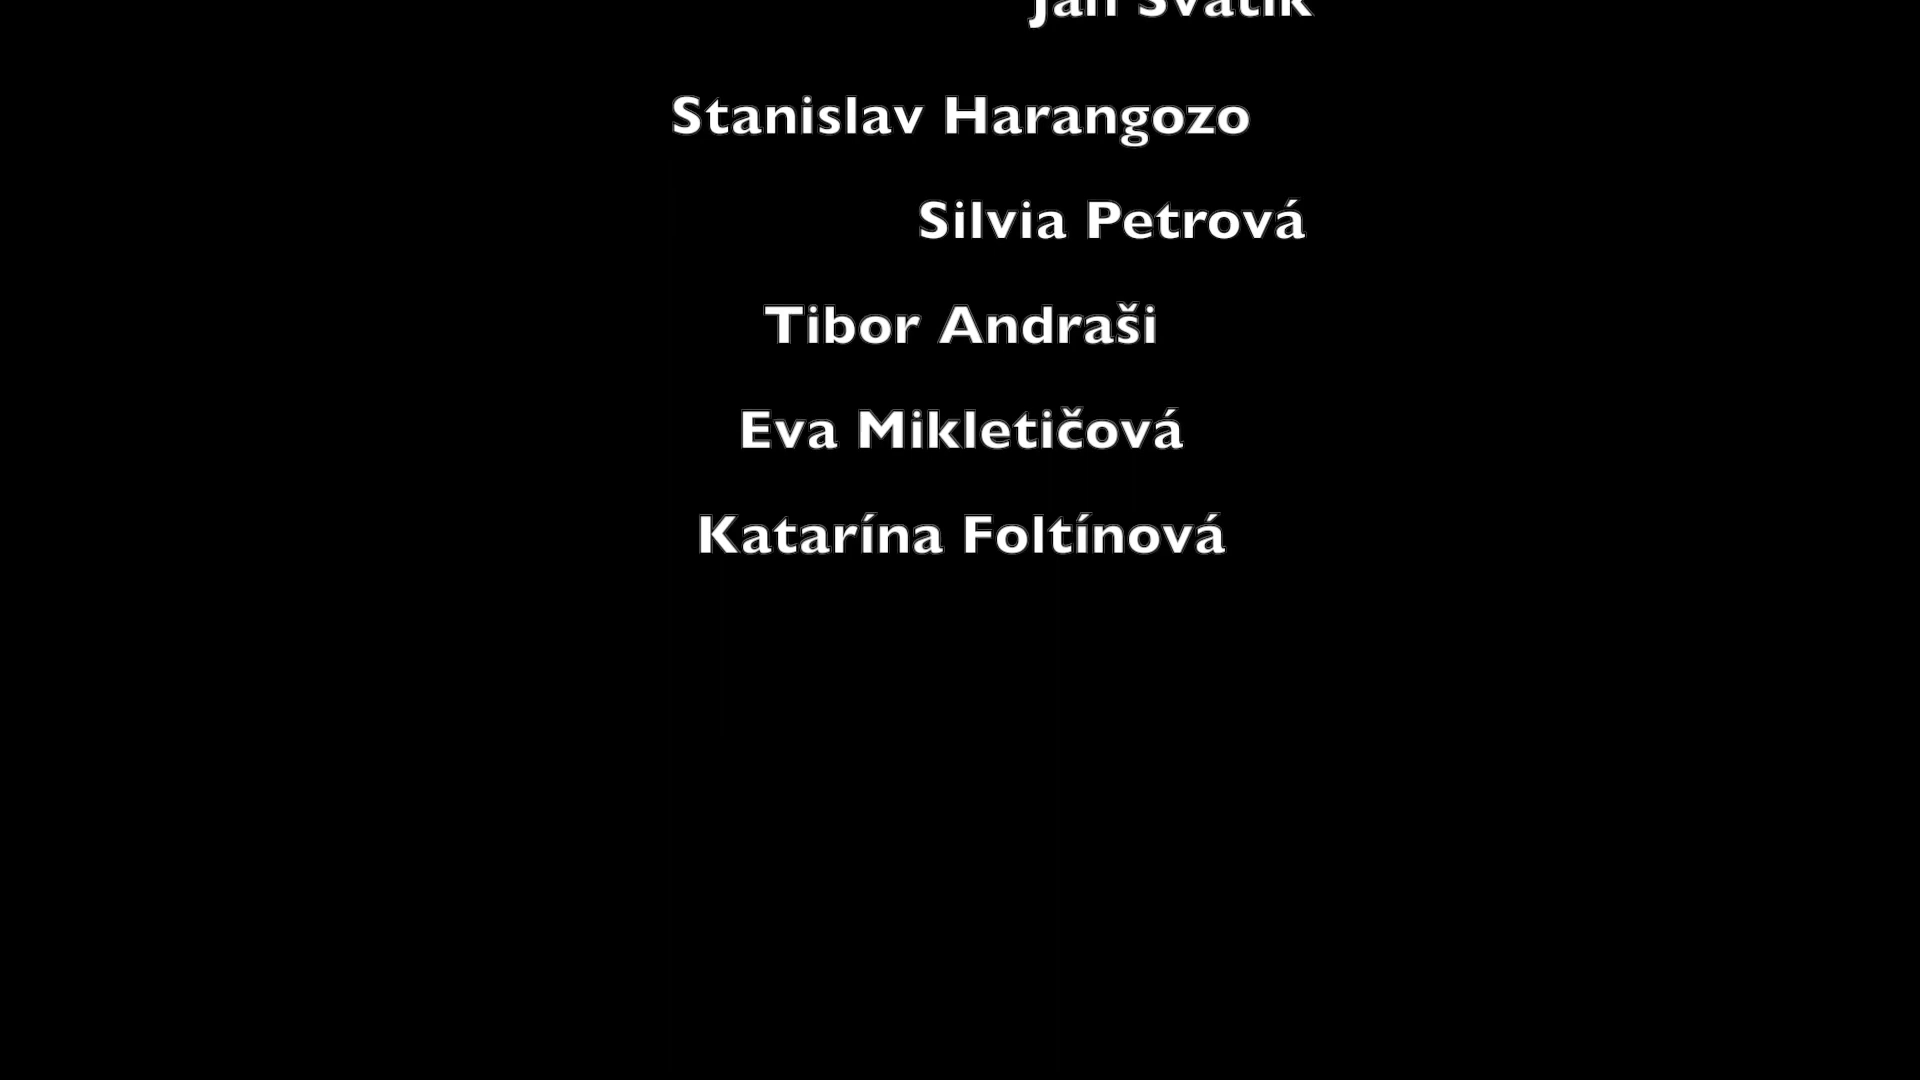 Stanislav Harangozo
Silvia Petrová
Tibor Andraši
Eva Mikletičová
Katarína Foltínová